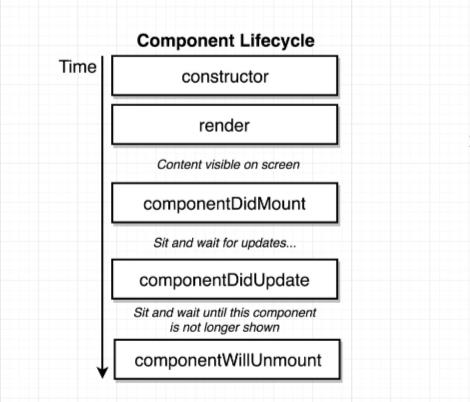 Component Lifecycle
Time
constructor
render
Content visible on screen
componentDidMount
Sit and wait for updates...
componentDidUpdate
Sit and wait until this component
is not longer shown
componentWillUnmount